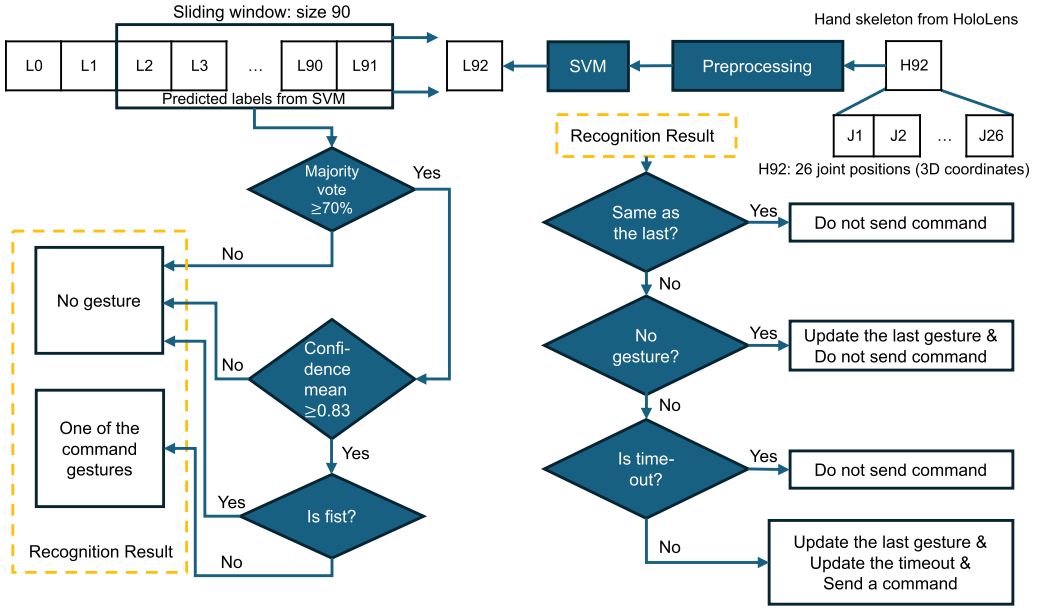 Sliding window: size 90
Hand skeleton from HoloLens
L0 L1 L2 L3 … L90 L91 L92 SVM Preprocessing H92
Predicted labels from SVM
J1 J2 … J26
H92: 26 joint positions (3D coordinates)
Majority
vote
≥70%
Yes
No
No gesture
Confi-
dence
mean
≥0.83
No
Yes
One of the
command
gestures
Is fist?
Yes
No
Recognition Result
Recognition Result
Same as
the last?
Yes
Do not send command
No
No
gesture?
Yes
Update the last gesture &
Do not send command
No
Is time-
out?
Yes
Do not send command
No
Update the last gesture &
Update the timeout &
Send a command